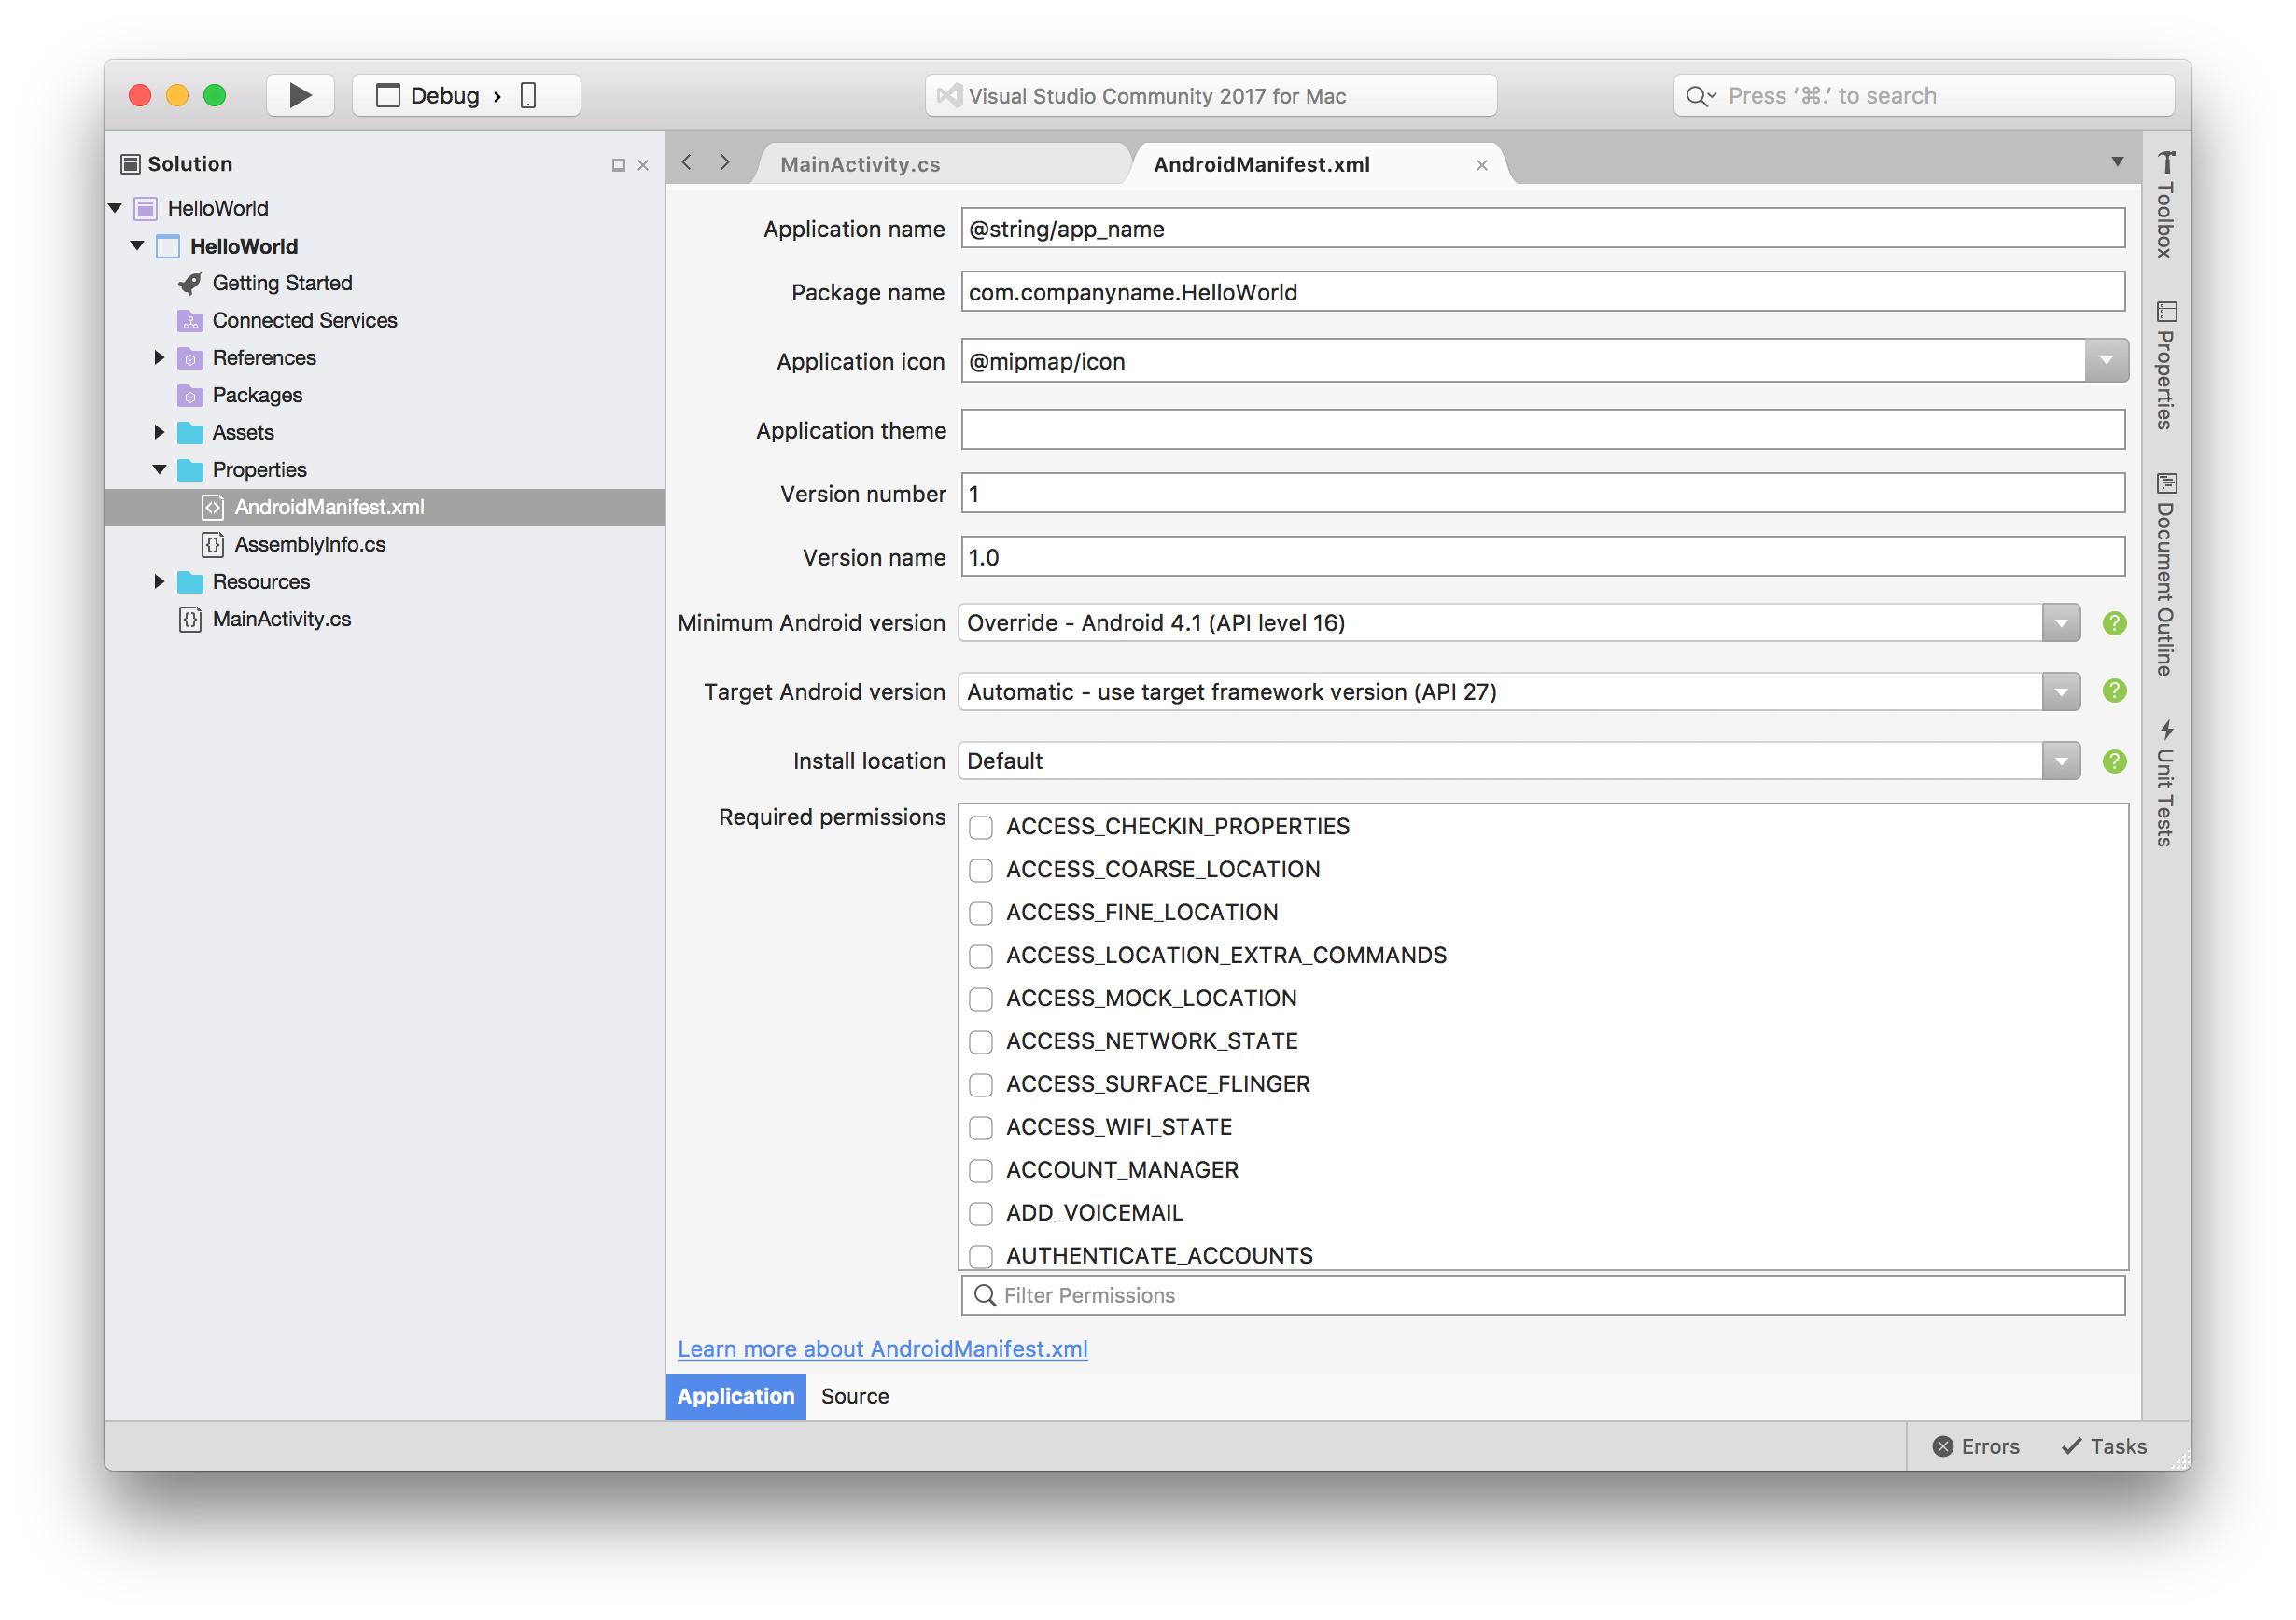 Debug
Visual Studio Community 2017 for Mac
Press ‘⌘.’ to search
Solution
HelloWorld
HelloWorld
Getting Started
Connected Services
References
Packages
Assets
Properties
AndroidManifest.xml
AssemblyInfo.cs
Resources
MainActivity.cs
MainActivity.cs
AndroidManifest.xml
Application name @string/app_name
Package name com.companyname.HelloWorld
Application icon @mipmap/icon
Application theme
Version number 1
Version name 1.0
Minimum Android version Override - Android 4.1 (API level 16) ?
Target Android version Automatic - use target framework version (API 27) ?
Install location Default ?
Required permissions
ACCESS_CHECKIN_PROPERTIES
ACCESS_COARSE_LOCATION
ACCESS_FINE_LOCATION
ACCESS_LOCATION_EXTRA_COMMANDS
ACCESS_MOCK_LOCATION
ACCESS_NETWORK_STATE
ACCESS_SURFACE_FLINGER
ACCESS_WIFI_STATE
ACCOUNT_MANAGER
ADD_VOICEMAIL
AUTHENTICATE_ACCOUNTS
Filter Permissions
Learn more about AndroidManifest.xml
Application Source
Toolbox
Properties
Document Outline
Unit Tests
Errors Tasks